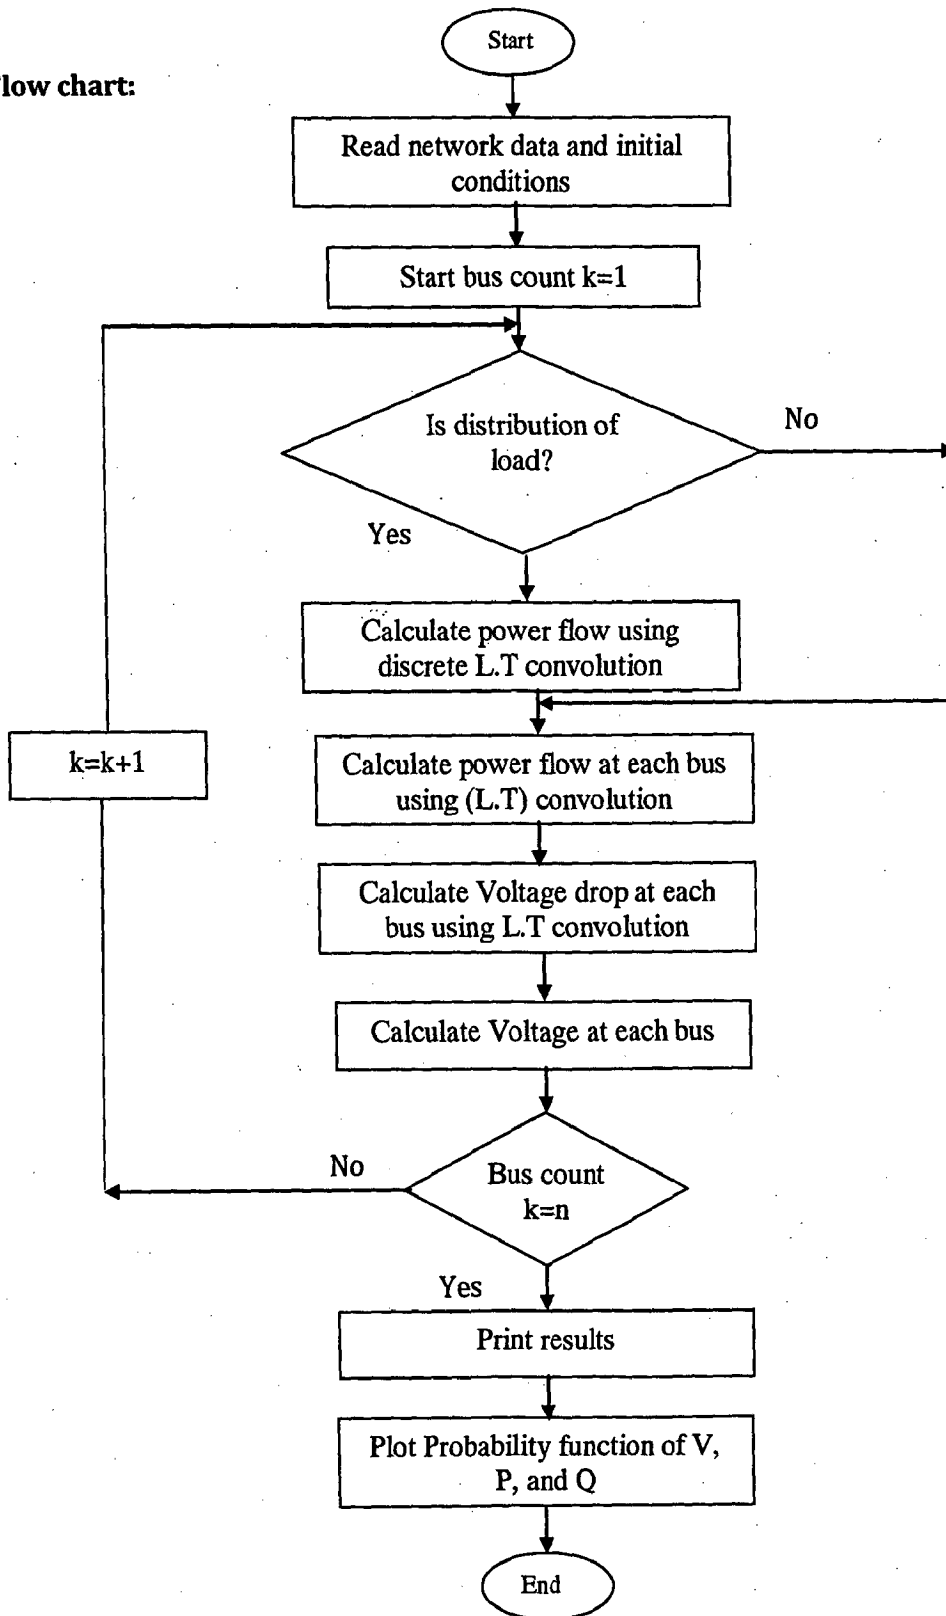 Start
low chart:
Read network data and initial
conditions
Start bus count k=1
Is distribution of
load?
No
Yes
Calculate power flow using
discrete L.T convolution
k=k+1
Calculate power flow at each bus
using (L.T) convolution
Calculate Voltage drop at each
bus using L.T convolution
Calculate Voltage at each bus
No
Bus count
k=n
Yes
Print results
Plot Probability function of V,
P, and Q
End